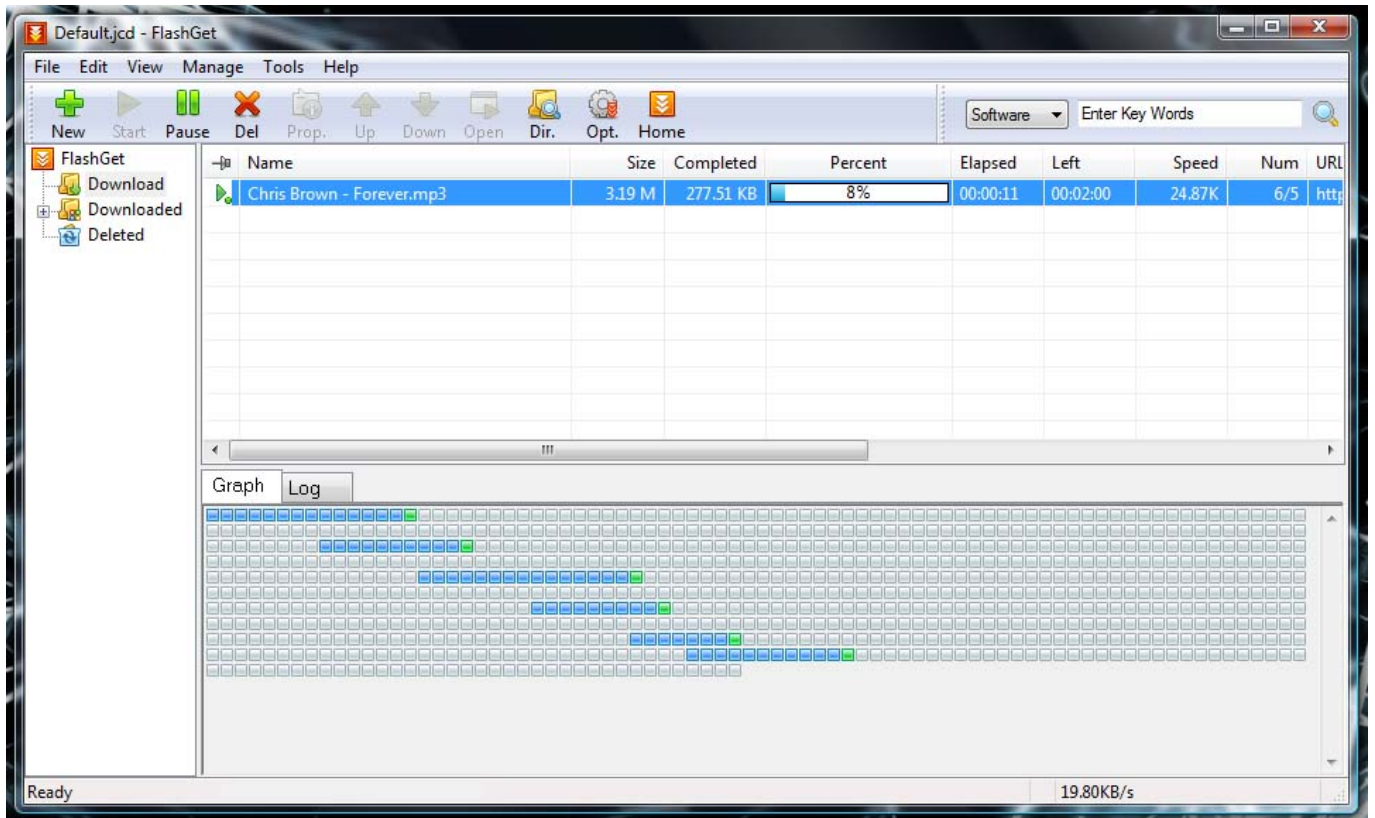 Default.jcd - FlashGet
File Edit View Manage Tools Help
New Start Pause Del Prop. Up Down Open Dir. Opt. Home Software Enter Key Words
FlashGet
Download
Downloaded
Deleted
Name Size Completed Percent Elapsed Left Speed Num URL
Chris Brown - Forever.mp3 3.19 M 277.51 KB 8% 00:00:11 00:02:00 24.87K 6/5 http
Graph Log
Ready 19.80KB/s